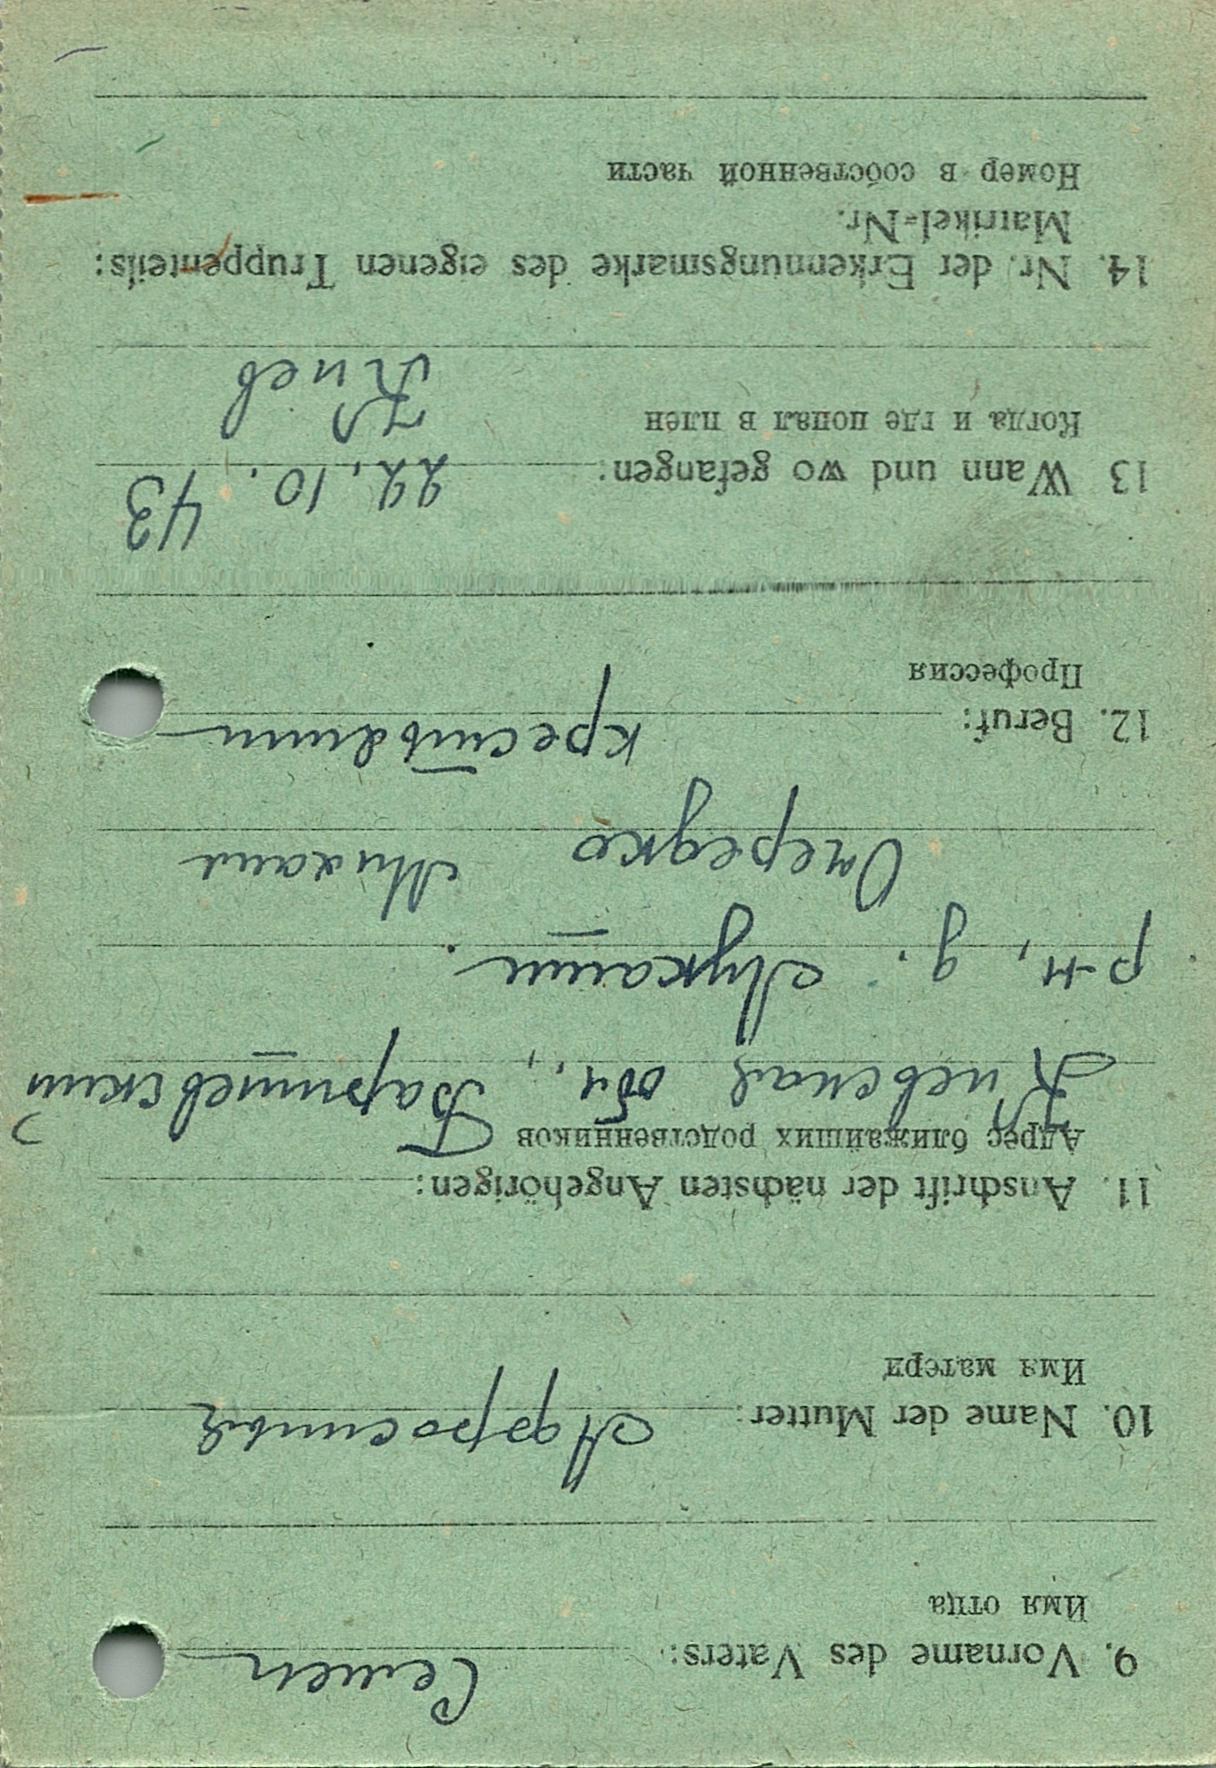 9. Vorname des Vaters: Семен
Имя отца
10. Name der Mutter: Афросинья
Имя матери
11. Anschrift der nächsten Angehörigen:
Адрес ближайших родственников
Киевская обл., Барышевский
р-н, д. Лукаши.
Очередко Михаил
12. Beruf: крестьянин
Профессия
13 Wann und wo gefangen: 22. 10. 43
Когда и где попал в плен
Киев
14. Nr. der Erkennungsmarke des eigenen Truppenteils:
Matrikel-Nr.
Номер в собственной части